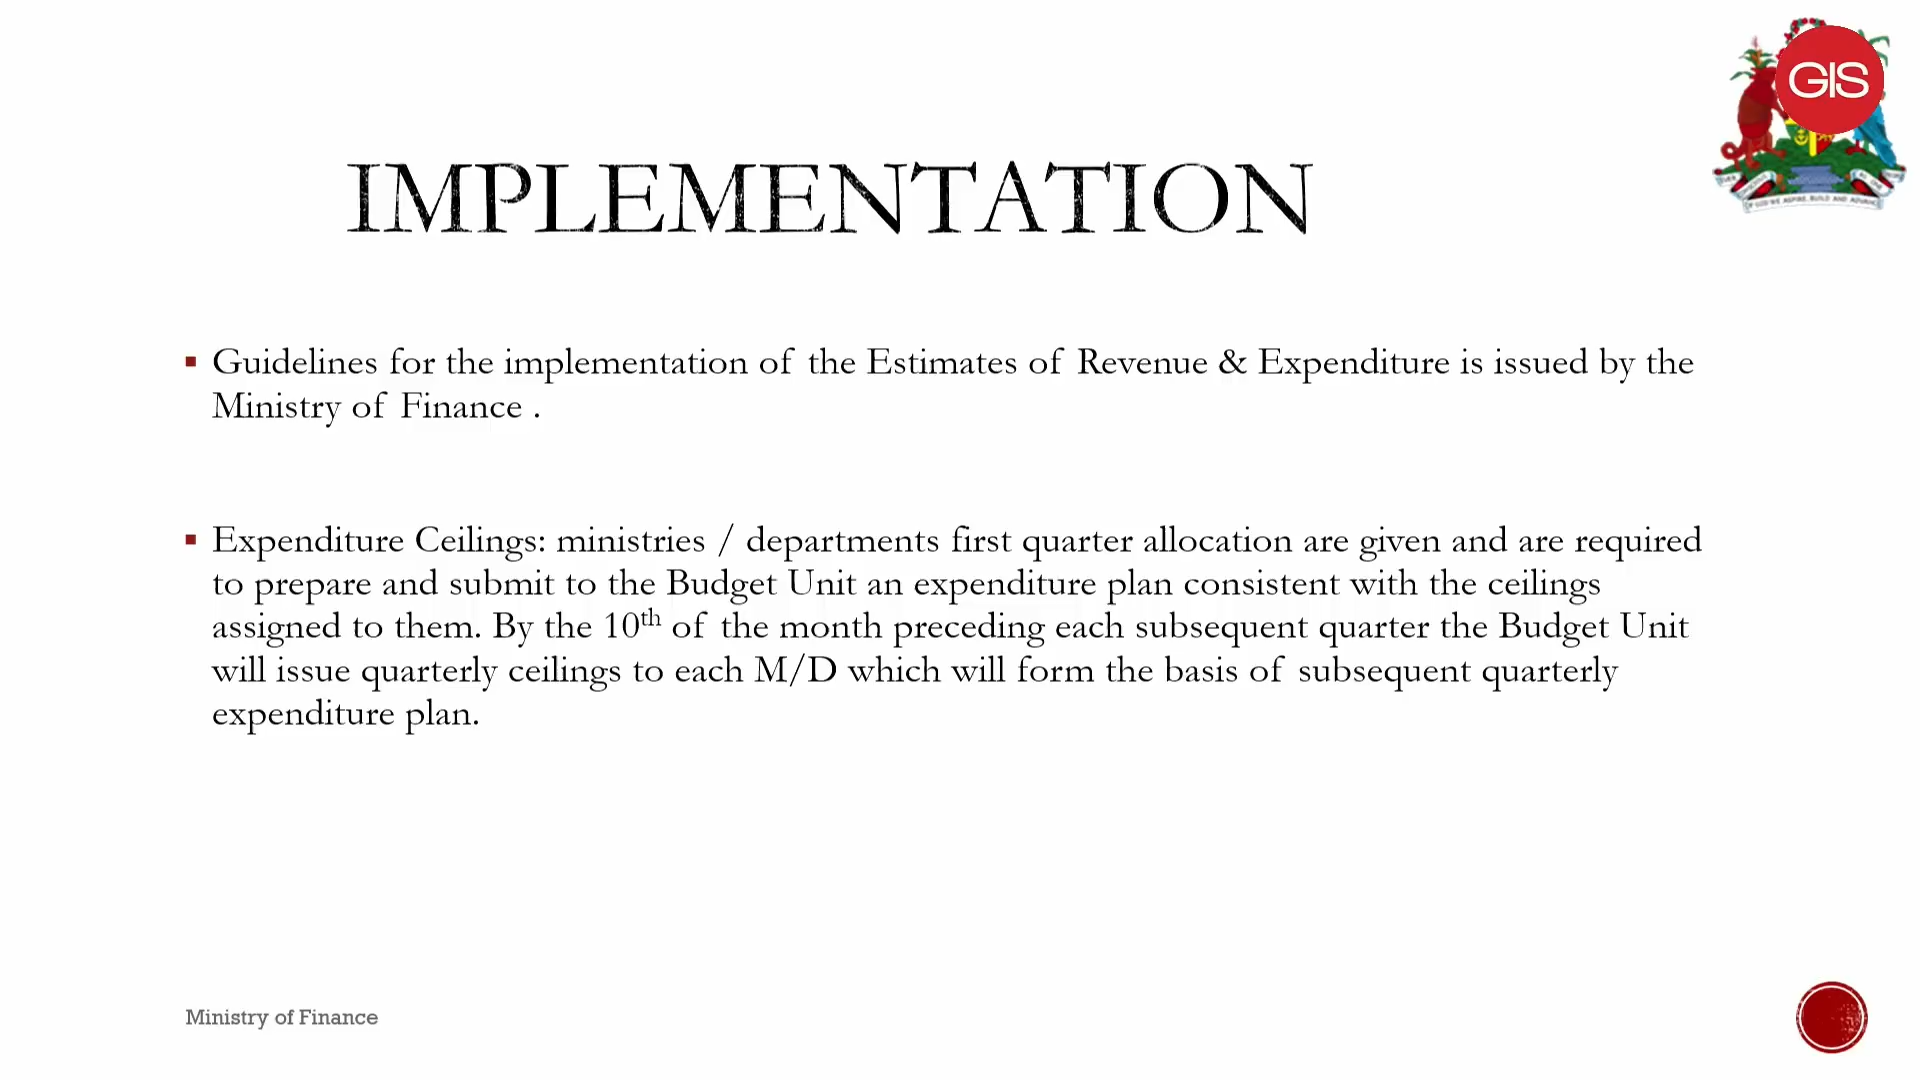 GIS
IMPLEMENTATION
Guidelines for the implementation of the Estimates of Revenue & Expenditure is issued by the
Ministry of Finance .
Expenditure Ceilings: ministries / departments first quarter allocation are given and are required
to prepare and submit to the Budget Unit an expenditure plan consistent with the ceilings
assigned to them. By the 10th of the month preceding each subsequent quarter the Budget Unit
will issue quarterly ceilings to each M/D which will form the basis of subsequent quarterly
expenditure plan.
Ministry of Finance